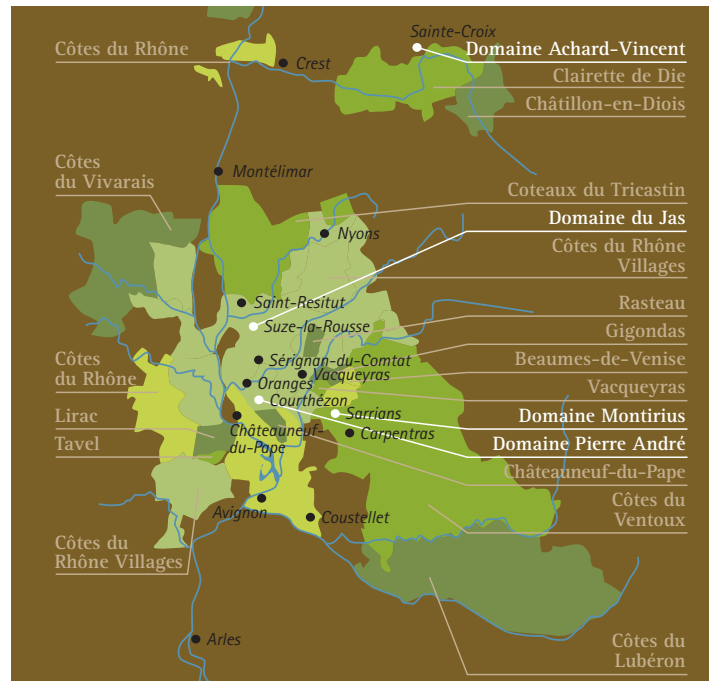 Sainte-Croix
Côtes du Rhône
Domaine Achard-Vincent
Crest
Clairette de Die
Châtillon-en-Diois
Côtes
du Vivarais
Montélimar
Coteaux du Tricastin
Domaine du Jas
Nyons
Côtes du Rhône
Villages
Saint-Resitut
Rasteau
Suze-la-Rousse
Gigondas
Sérignan-du-Comtat
Beaumes-de-Venise
Côtes
du Rhône
Vacqueyras
Oranges
Vacqueyras
Courthézon
Lirac
Sarrians
Domaine Montirius
Châteauneuf-
du-Pape
Tavel
Carpentras
Domaine Pierre André
Châteauneuf-du-Pape
Avignon
Côtes du
Ventoux
Coustellet
Côtes du
Rhône Villages
Arles
Côtes du
Lubéron